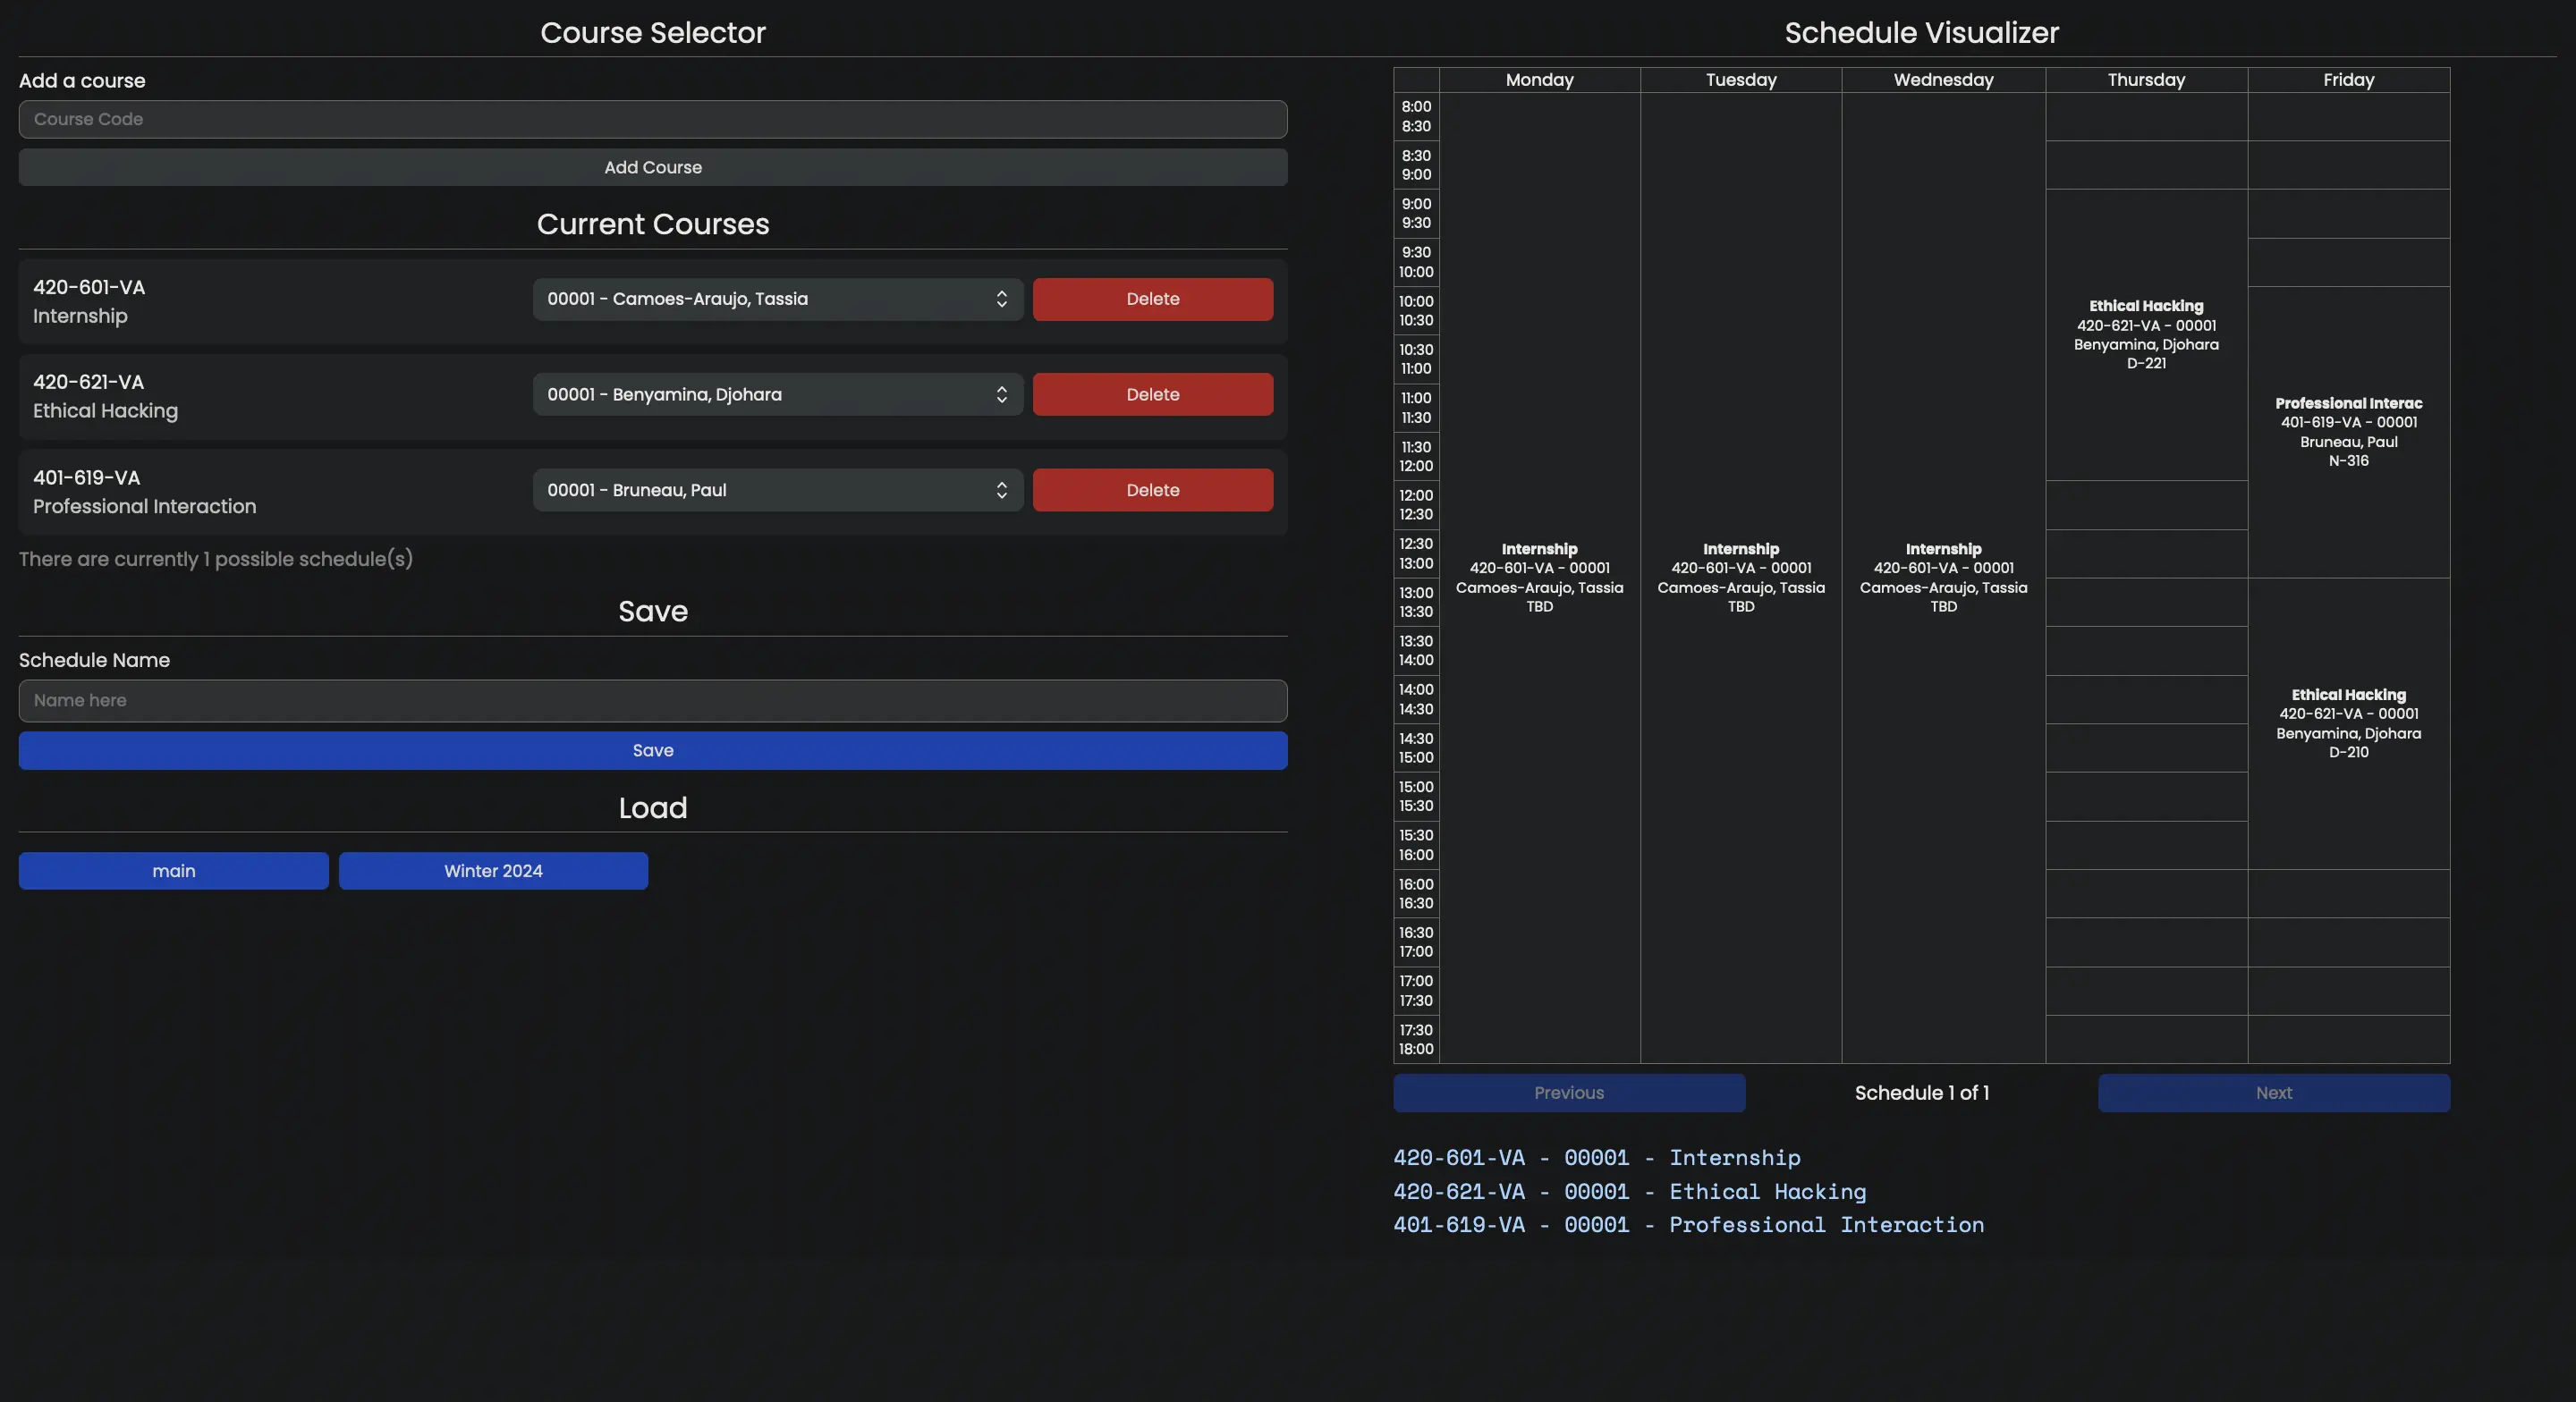 Course Selector
Add a course
Course Code
Add Course
Current Courses
420-601-VA
Internship
00001 - Camoes-Araujo, Tassia
Delete
420-621-VA
Ethical Hacking
00001 - Benyamina, Djohara
Delete
401-619-VA
Professional Interaction
00001 - Bruneau, Paul
Delete
There are currently 1 possible schedule(s)
Save
Schedule Name
Name here
Save
Load
main
Winter 2024
Schedule Visualizer
Monday Tuesday Wednesday Thursday Friday
8:00
8:30
8:30
9:00
9:00
9:30
9:30
10:00
10:00
10:30
10:30
11:00
11:00
11:30
11:30
12:00
12:00
12:30
12:30
13:00
13:00
13:30
13:30
14:00
14:00
14:30
14:30
15:00
15:00
15:30
15:30
16:00
16:00
16:30
16:30
17:00
17:00
17:30
17:30
18:00
Internship
420-601-VA - 00001
Camoes-Araujo, Tassia
TBD
Internship
420-601-VA - 00001
Camoes-Araujo, Tassia
TBD
Internship
420-601-VA - 00001
Camoes-Araujo, Tassia
TBD
Ethical Hacking
420-621-VA - 00001
Benyamina, Djohara
D-221
Professional Interac
401-619-VA - 00001
Bruneau, Paul
N-316
Ethical Hacking
420-621-VA - 00001
Benyamina, Djohara
D-210
Previous
Schedule 1 of 1
Next
420-601-VA - 00001 - Internship
420-621-VA - 00001 - Ethical Hacking
401-619-VA - 00001 - Professional Interaction